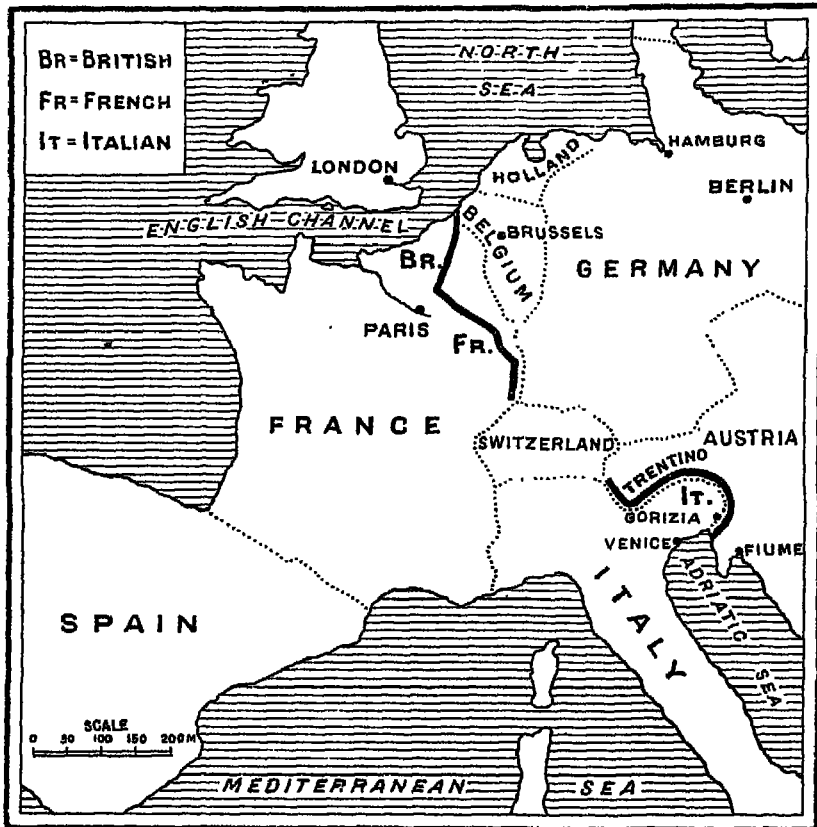 BR=BRITISH
FR=FRENCH
IT=ITALIAN
NORTH
SEA
LONDON
HOLLAND
HAMBURG
BERLIN
ENGLISH CHANNEL
BELGIUM
BRUSSELS
BR.
GERMANY
PARIS
FR.
FRANCE
SWITZERLAND
AUSTRIA
TRENTINO
IT.
GORIZIA
VENICE
FIUME
ADRIATIC SEA
ITALY
SPAIN
SCALE
0 50 100 150 200M
MEDITERRANEAN SEA